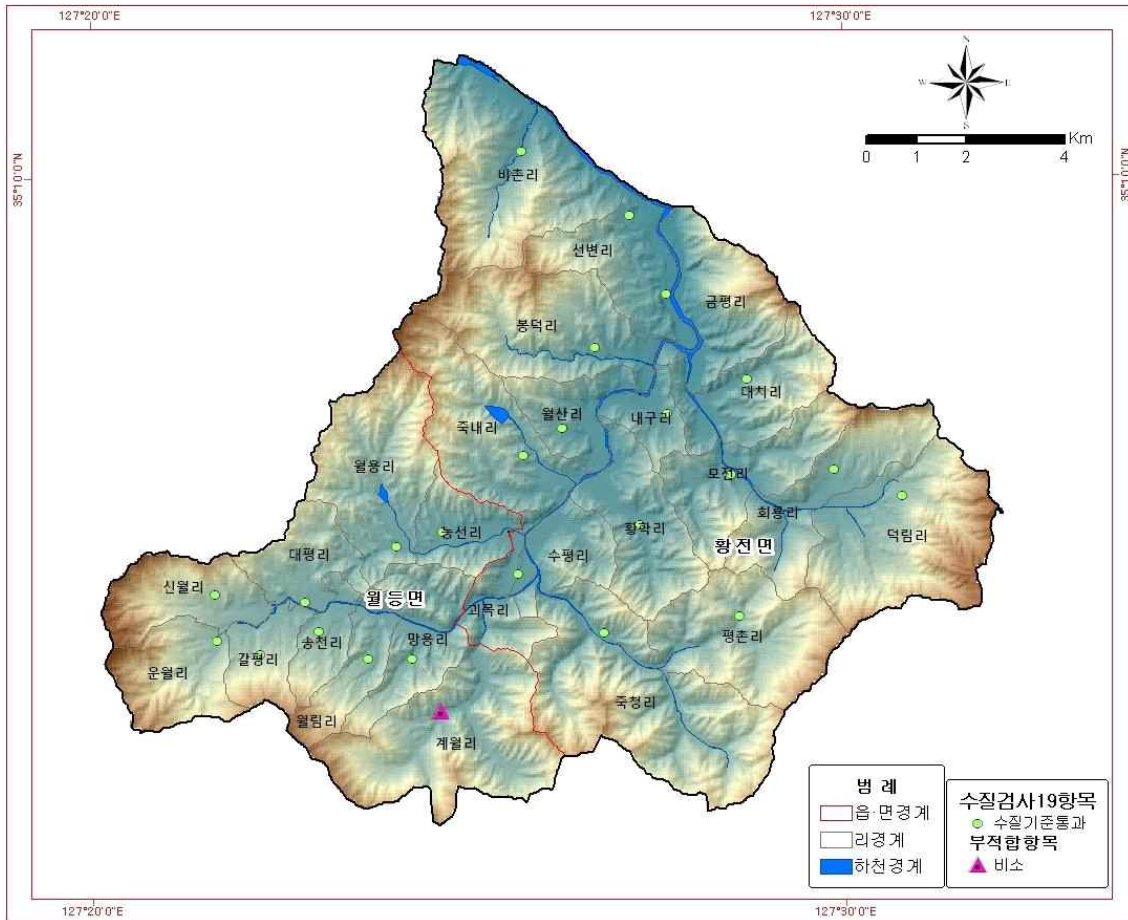 127°20'0"E
127°30'0"E
N
W
E
S
Km
0 1 2 4
35°10'0"N
35°10'0"N
비촌리
선변리
금평리
봉덕리
대치리
월산리
내구리
죽내리
월용리
모전리
회룡리
농선리
황학리
덕림리
황전면
대평리
수평리
신월리
월등면
괴목리
망용리
송천리
평촌리
갈평리
운월리
죽청리
월림리
계월리
범 례
읍·면경계
리경계
하천경계
수질검사19항목
수질기준통과
부적합항목
비소
127°20'0"E
127°30'0"E